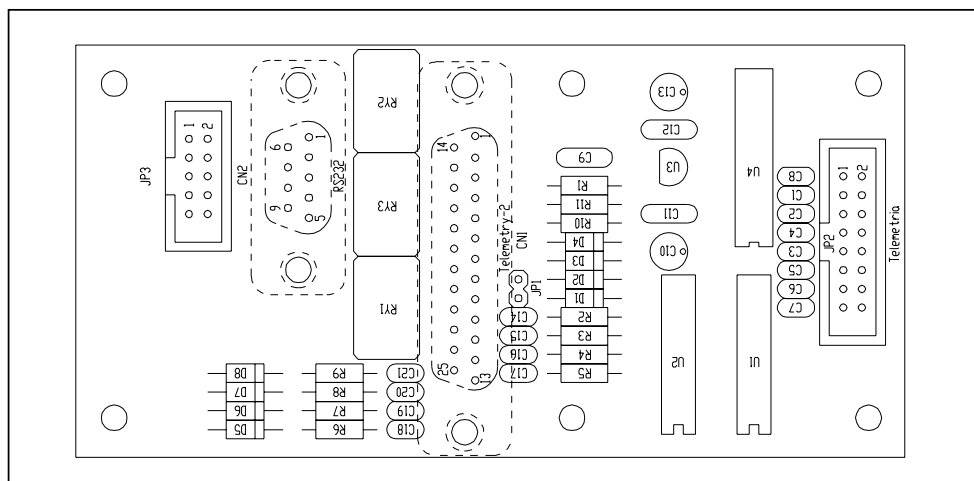 JP3
1
2
CN2
6
1
9
5
RS232
RY2
RY3
RY1
14
1
25
13
Telemetry-2
CN1
JP1
C9
R1
R11
R10
D4
D3
D2
D1
R2
R3
R4
R5
C14
C15
C16
C17
C13
C12
U3
C11
C10
U4
U2
U1
C8
C1
C2
C4
C3
C5
C6
C7
1
2
JP2
Telemetria
D8
D7
D6
D5
R9
R8
R7
R6
C21
C20
C19
C18